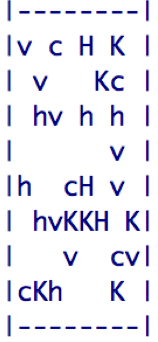 |--------|
|v c H K |
| v   Kc |
| hv h h |
|      v |
|h  cH v |
| hvKKH K|
|   v  cv|
|cKh   K |
|--------|